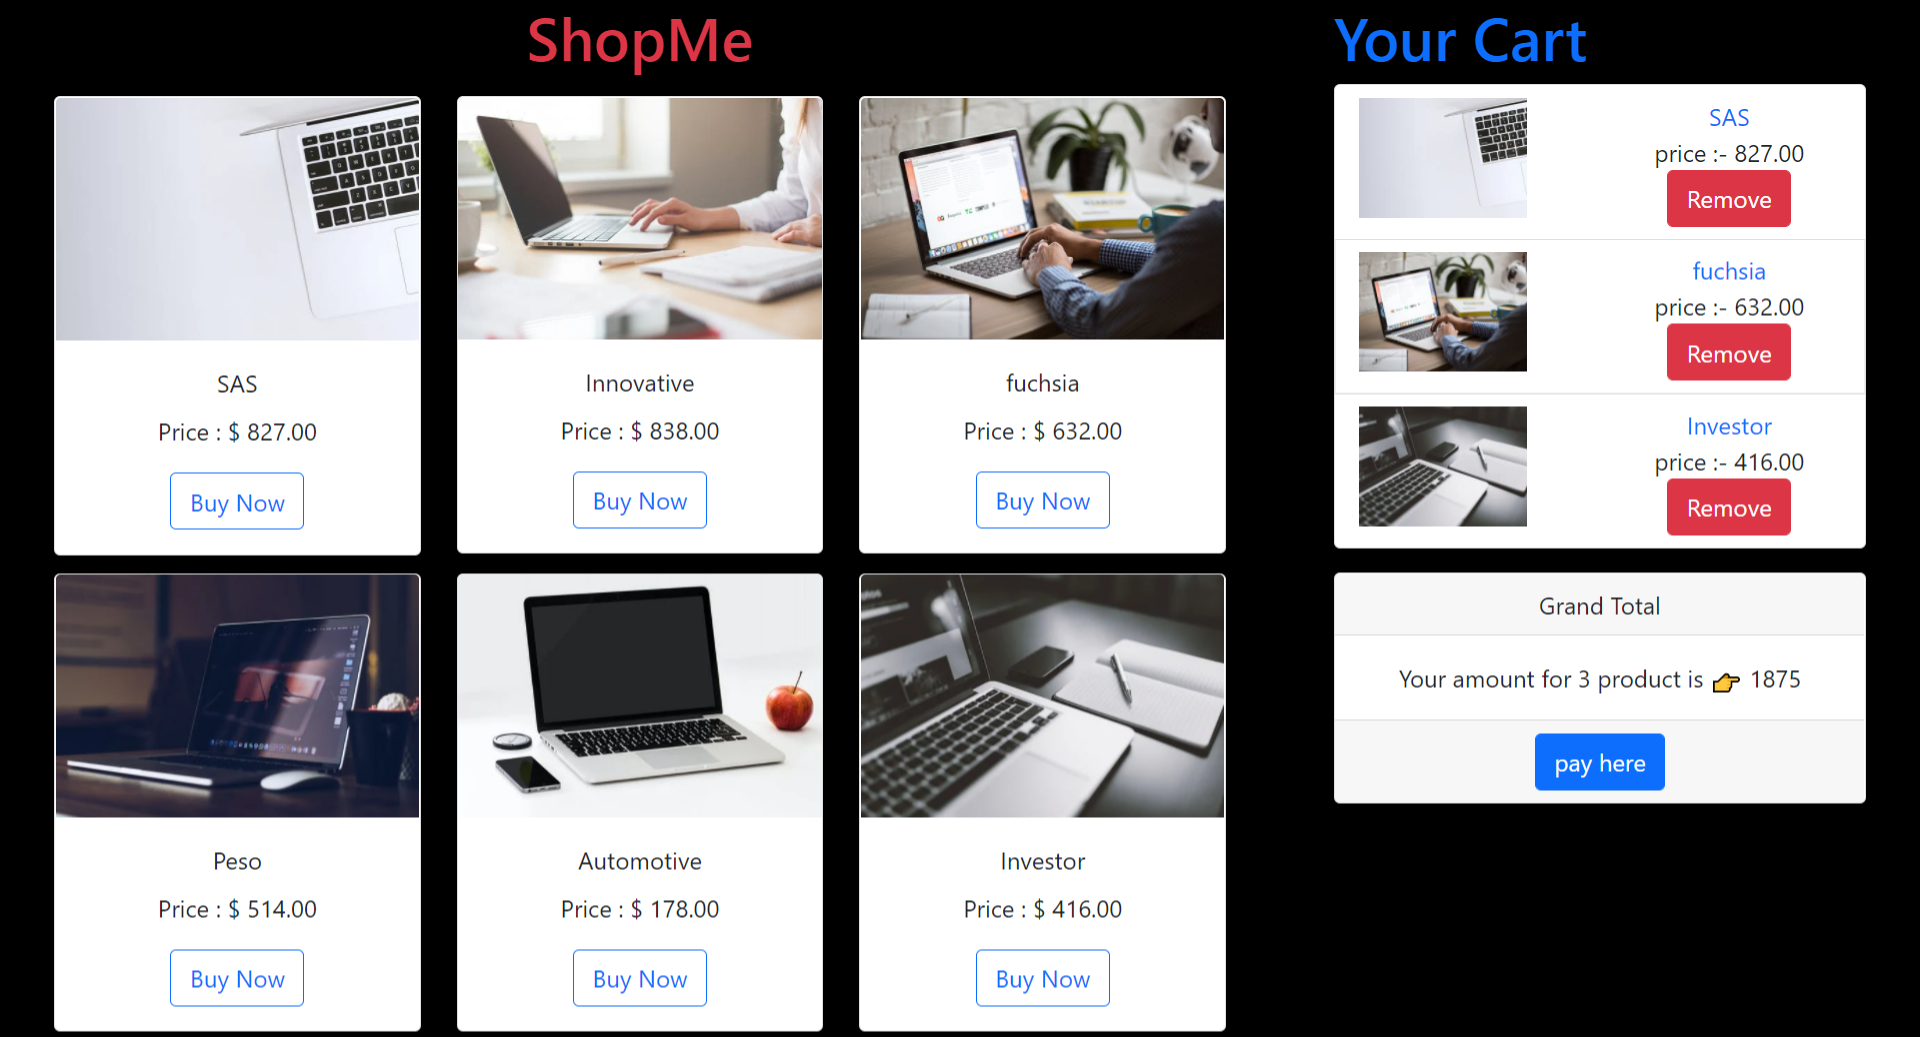 ShopMe
SAS
Price : $ 827.00
Buy Now
Innovative
Price : $ 838.00
Buy Now
fuchsia
Price : $ 632.00
Buy Now
Peso
Price : $ 514.00
Buy Now
Automotive
Price : $ 178.00
Buy Now
Investor
Price : $ 416.00
Buy Now
Your Cart
SAS
price :- 827.00
Remove
fuchsia
price :- 632.00
Remove
Investor
price :- 416.00
Remove
Grand Total
Your amount for 3 product is 👉 1875
pay here